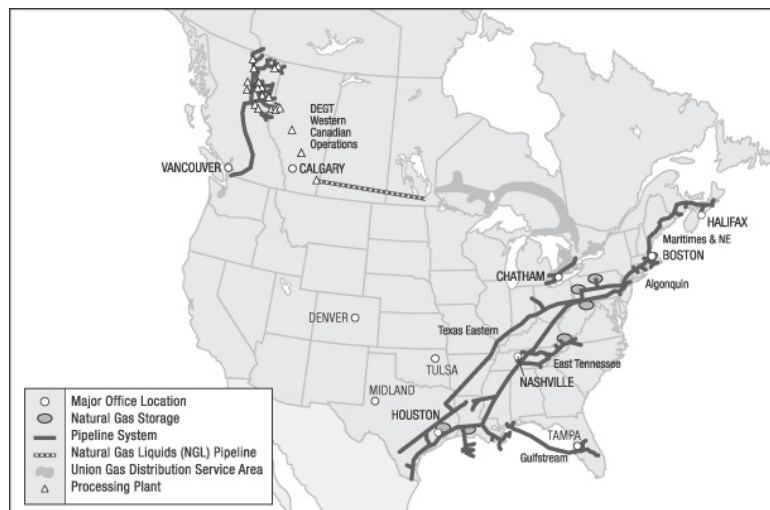 DEGT
Western
Canadian
Operations
VANCOUVER
CALGARY
HALIFAX
Maritimes & NE
BOSTON
CHATHAM
Algonquin
DENVER
Texas Eastern
TULSA
East Tennessee
NASHVILLE
MIDLAND
HOUSTON
TAMPA
Gulfstream
Major Office Location
Natural Gas Storage
Pipeline System
Natural Gas Liquids (NGL) Pipeline
Union Gas Distribution Service Area
Processing Plant